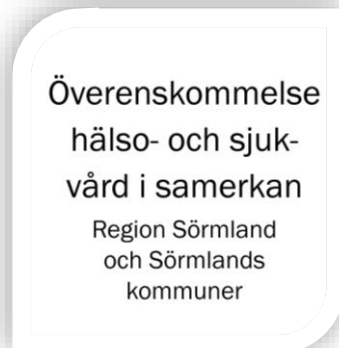 Överenskommelse
hälso- och sjuk-
vård i samerkan
Region Sörmland
och Sörmlands
kommuner